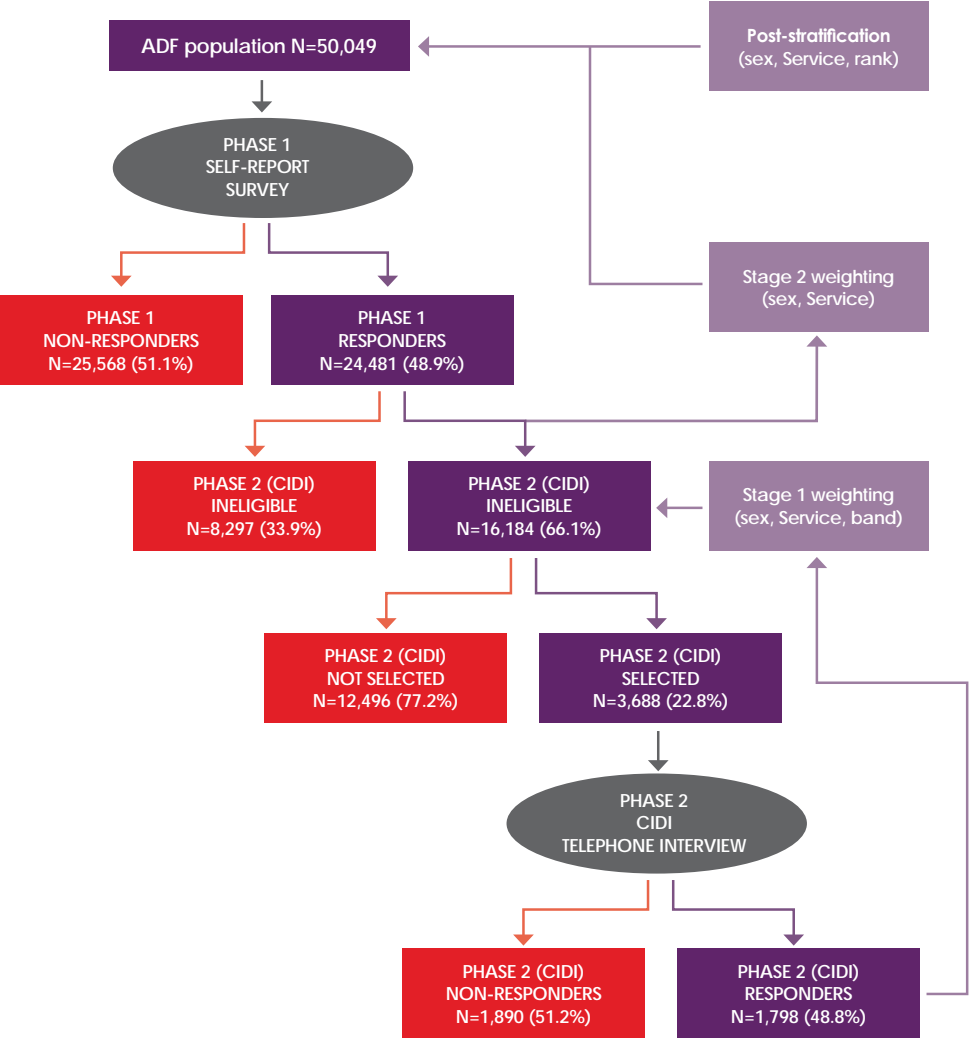 ADF population N=50,049
Post-stratification
(sex, Service, rank)
PHASE 1
SELF-REPORT
SURVEY
Stage 2 weighting
(sex, Service)
PHASE 1
NON-RESPONDERS
N=25,568 (51.1%)
PHASE 1
RESPONDERS
N=24,481 (48.9%)
PHASE 2 (CIDI)
INELIGIBLE
N=8,297 (33.9%)
PHASE 2 (CIDI)
INELIGIBLE
N=16,184 (66.1%)
Stage 1 weighting
(sex, Service, band)
PHASE 2 (CIDI)
NOT SELECTED
N=12,496 (77.2%)
PHASE 2 (CIDI)
SELECTED
N=3,688 (22.8%)
PHASE 2
CIDI
TELEPHONE INTERVIEW
PHASE 2 (CIDI)
NON-RESPONDERS
N=1,890 (51.2%)
PHASE 2 (CIDI)
RESPONDERS
N=1,798 (48.8%)